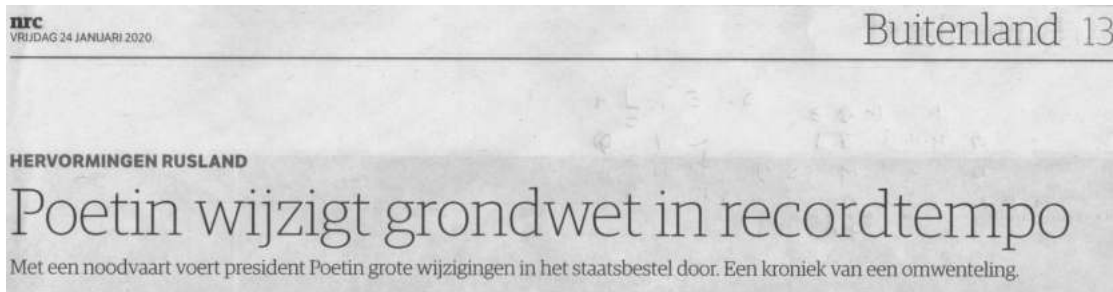 nrc
VRIJDAG 24 JANUARI 2020
Buitenland 13
HERVORMINGEN RUSLAND
Poetin wijzigt grondwet in recordtempo
Met een noodvaart voert president Poetin grote wijzigingen in het staatsbestel door. Een kroniek van een omwenteling.